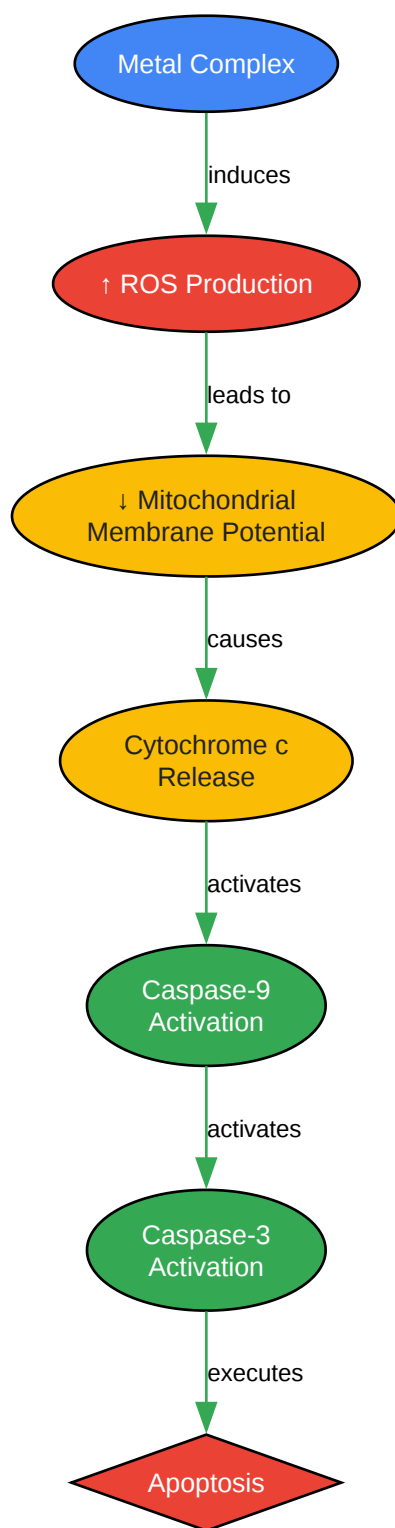 Metal Complex
induces
↑ ROS Production
leads to
↓ Mitochondrial
Membrane Potential
causes
Cytochrome c
Release
activates
Caspase-9
Activation
activates
Caspase-3
Activation
executes
Apoptosis